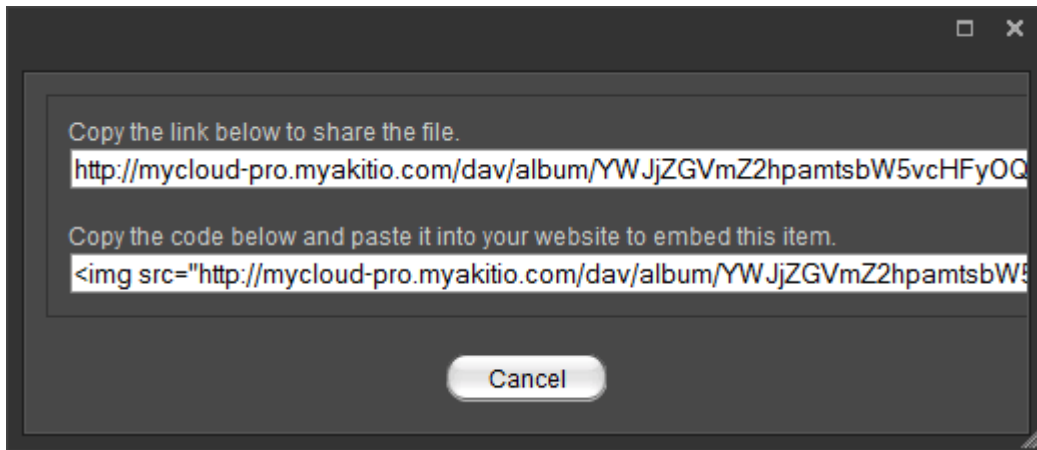 Copy the link below to share the file.
http://mycloud-pro.myakitio.com/dav/album/YWJjZGVmZ2hpamtsbW5vcHFyOQ
Copy the code below and paste it into your website to embed this item.
<img src="http://mycloud-pro.myakitio.com/dav/album/YWJjZGVmZ2hpamtsbW5
Cancel